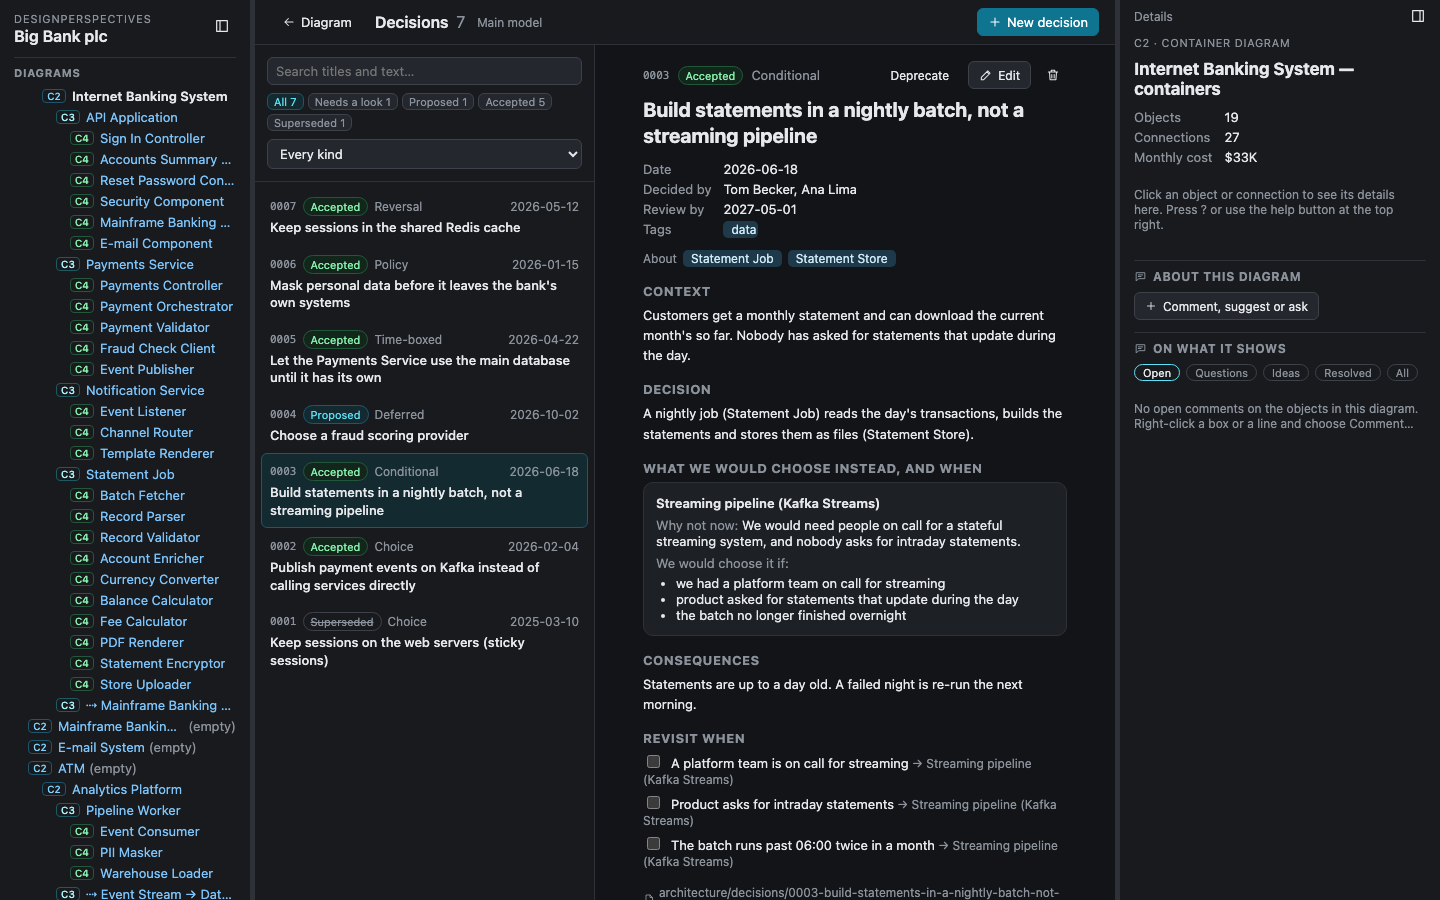 DESIGNPERSPECTIVES
Big Bank plc
DIAGRAMS
C2 Internet Banking System
C3 API Application
C4 Sign In Controller
C4 Accounts Summary ...
C4 Reset Password Con...
C4 Security Component
C4 Mainframe Banking ...
C4 E-mail Component
C3 Payments Service
C4 Payments Controller
C4 Payment Orchestrator
C4 Payment Validator
C4 Fraud Check Client
C4 Event Publisher
C3 Notification Service
C4 Event Listener
C4 Channel Router
C4 Template Renderer
C3 Statement Job
C4 Batch Fetcher
C4 Record Parser
C4 Record Validator
C4 Account Enricher
C4 Currency Converter
C4 Balance Calculator
C4 Fee Calculator
C4 PDF Renderer
C4 Statement Encryptor
C4 Store Uploader
C3 ⇢ Mainframe Banking ...
C2 Mainframe Bankin... (empty)
C2 E-mail System (empty)
C2 ATM (empty)
C2 Analytics Platform
C3 Pipeline Worker
C4 Event Consumer
C4 PII Masker
C4 Warehouse Loader
C3 ⇢ Event Stream → Dat...
← Diagram Decisions 7 Main model + New decision
Search titles and text...
All 7 Needs a look 1 Proposed 1 Accepted 5
Superseded 1
Every kind
0007 Accepted Reversal 2026-05-12
Keep sessions in the shared Redis cache
0006 Accepted Policy 2026-01-15
Mask personal data before it leaves the bank's
own systems
0005 Accepted Time-boxed 2026-04-22
Let the Payments Service use the main database
until it has its own
0004 Proposed Deferred 2026-10-02
Choose a fraud scoring provider
0003 Accepted Conditional 2026-06-18
Build statements in a nightly batch, not a
streaming pipeline
0002 Accepted Choice 2026-02-04
Publish payment events on Kafka instead of
calling services directly
0001 Superseded Choice 2025-03-10
Keep sessions on the web servers (sticky
sessions)
0003 Accepted Conditional Deprecate Edit
Build statements in a nightly batch, not a
streaming pipeline
Date 2026-06-18
Decided by Tom Becker, Ana Lima
Review by 2027-05-01
Tags data
About Statement Job Statement Store
CONTEXT
Customers get a monthly statement and can download the current
month's so far. Nobody has asked for statements that update during
the day.
DECISION
A nightly job (Statement Job) reads the day's transactions, builds the
statements and stores them as files (Statement Store).
WHAT WE WOULD CHOOSE INSTEAD, AND WHEN
Streaming pipeline (Kafka Streams)
Why not now: We would need people on call for a stateful
streaming system, and nobody asks for intraday statements.
We would choose it if:
• we had a platform team on call for streaming
• product asked for statements that update during the day
• the batch no longer finished overnight
CONSEQUENCES
Statements are up to a day old. A failed night is re-run the next
morning.
REVISIT WHEN
A platform team is on call for streaming → Streaming pipeline
(Kafka Streams)
Product asks for intraday statements → Streaming pipeline (Kafka
Streams)
The batch runs past 06:00 twice in a month → Streaming pipeline
(Kafka Streams)
architecture/decisions/0003-build-statements-in-a-nightly-batch-not-
Details
C2 · CONTAINER DIAGRAM
Internet Banking System —
containers
Objects 19
Connections 27
Monthly cost $33K
Click an object or connection to see its details
here. Press ? or use the help button at the top
right.
ABOUT THIS DIAGRAM
+ Comment, suggest or ask
ON WHAT IT SHOWS
Open Questions Ideas Resolved All
No open comments on the objects in this diagram.
Right-click a box or a line and choose Comment...